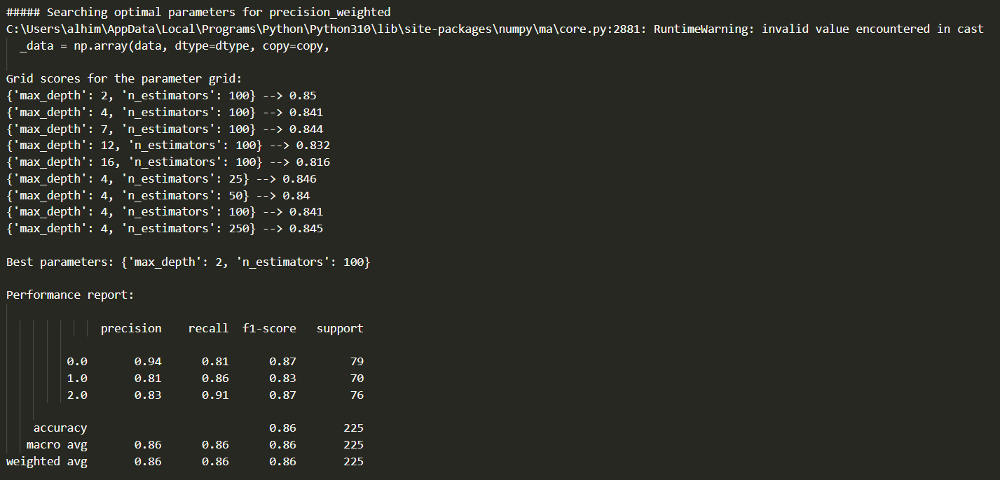 ##### Searching optimal parameters for precision_weighted
C:\Users\alhim\AppData\Local\Programs\Python\Python310\lib\site-packages\numpy\ma\core.py:2881: RuntimeWarning: invalid value encountered in cast
_data = np.array(data, dtype=dtype, copy=copy,
Grid scores for the parameter grid:
{'max_depth': 2, 'n_estimators': 100} --> 0.85
{'max_depth': 4, 'n_estimators': 100} --> 0.841
{'max_depth': 7, 'n_estimators': 100} --> 0.844
{'max_depth': 12, 'n_estimators': 100} --> 0.832
{'max_depth': 16, 'n_estimators': 100} --> 0.816
{'max_depth': 4, 'n_estimators': 25} --> 0.846
{'max_depth': 4, 'n_estimators': 50} --> 0.84
{'max_depth': 4, 'n_estimators': 100} --> 0.841
{'max_depth': 4, 'n_estimators': 250} --> 0.845
Best parameters: {'max_depth': 2, 'n_estimators': 100}
Performance report:
precision recall f1-score support
0.0 0.94 0.81 0.87 79
1.0 0.81 0.86 0.83 70
2.0 0.83 0.91 0.87 76
accuracy 0.86 225
macro avg 0.86 0.86 0.86 225
weighted avg 0.86 0.86 0.86 225